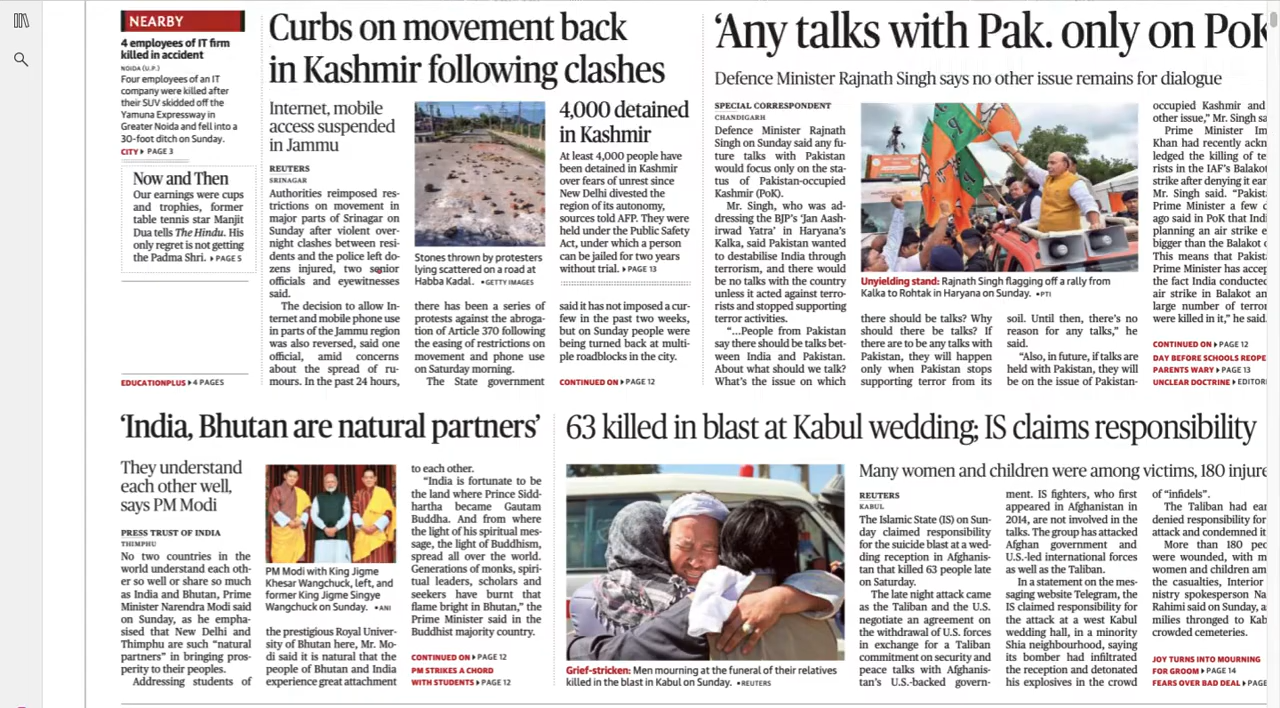 NEARBY
4 employees of IT firm
killed in accident
NOIDA (U.P.)
Four employees of an IT
company were killed after
their SUV skidded off the
Yamuna Expressway in
Greater Noida and fell into a
30-foot ditch on Sunday.
CITY PAGE 3
Now and Then
Our earnings were cups
and trophies, former
table tennis star Manjit
Dua tells The Hindu. His
only regret is not getting
the Padma Shri. PAGE 5
EDUCATIONPLUS 4 PAGES
Curbs on movement back
in Kashmir following clashes
Internet, mobile
access suspended
in Jammu
REUTERS
SRINAGAR
Authorities reimposed res-
trictions on movement in
major parts of Srinagar on
Sunday after violent over-
night clashes between resi-
dents and the police left do-
zens injured, two senior
officials and eyewitnesses
said.
The decision to allow In-
ternet and mobile phone use
in parts of the Jammu region
was also reversed, said one
official, amid concerns
about the spread of ru-
mours. In the past 24 hours,
Stones thrown by protesters
lying scattered on a road at
Habba Kadal. •GETTY IMAGES
there has been a series of
protests against the abroga-
tion of Article 370 following
the easing of restrictions on
movement and phone use
on Saturday morning.
The State government
4,000 detained
in Kashmir
At least 4,000 people have
been detained in Kashmir
over fears of unrest since
New Delhi divested the
region of its autonomy,
sources told AFP. They were
held under the Public Safety
Act, under which a person
can be jailed for two years
without trial. PAGE 13
said it has not imposed a cur-
few in the past two weeks,
but on Sunday people were
being turned back at multi-
ple roadblocks in the city.
CONTINUED ON PAGE 12
‘Any talks with Pak. only on PoK
Defence Minister Rajnath Singh says no other issue remains for dialogue
SPECIAL CORRESPONDENT
CHANDIGARH
Defence Minister Rajnath
Singh on Sunday said any fu-
ture talks with Pakistan
would focus only on the sta-
tus of Pakistan-occupied
Kashmir (PoK).
Mr. Singh, who was ad-
dressing the BJP’s ‘Jan Aash-
irwad Yatra’ in Haryana’s
Kalka, said Pakistan wanted
to destabilise India through
terrorism, and there would
be no talks with the country
unless it acted against terro-
rists and stopped supporting
terror activities.
“...People from Pakistan
say there should be talks bet-
ween India and Pakistan.
About what should we talk?
What’s the issue on which
Unyielding stand: Rajnath Singh flagging off a rally from
Kalka to Rohtak in Haryana on Sunday. •PTI
there should be talks? Why
should there be talks? If
there are to be any talks with
Pakistan, they will happen
only when Pakistan stops
supporting terror from its
soil. Until then, there’s no
reason for any talks,” he
said.
“Also, in future, if talks are
held with Pakistan, they will
be on the issue of Pakistan-
occupied Kashmir and
other issue,” Mr. Singh sa
Prime Minister Im
Khan had recently ackn
ledged the killing of te
rists in the IAF’s Balako
strike after denying it ear
Mr. Singh said. “Pakist
Prime Minister a few d
ago said in PoK that Indi
planning an air strike e
bigger than the Balakot o
This means that Pakist
Prime Minister has accep
the fact India conducted
air strike in Balakot an
large number of terror
were killed in it,” he said.
CONTINUED ON PAGE 12
DAY BEFORE SCHOOLS REOPE
PARENTS WARY PAGE 13
UNCLEAR DOCTRINE EDITOR
‘India, Bhutan are natural partners’
They understand
each other well,
says PM Modi
PRESS TRUST OF INDIA
THIMPHU
No two countries in the
world understand each oth-
er so well or share so much
as India and Bhutan, Prime
Minister Narendra Modi said
on Sunday, as he empha-
sised that New Delhi and
Thimphu are such “natural
partners” in bringing pros-
perity to their peoples.
Addressing students of
PM Modi with King Jigme
Khesar Wangchuck, left, and
former King Jigme Singye
Wangchuck on Sunday. •ANI
the prestigious Royal Univer-
sity of Bhutan here, Mr. Mo-
di said it is natural that the
people of Bhutan and India
experience great attachment
to each other.
“India is fortunate to be
the land where Prince Sidd-
hartha became Gautam
Buddha. And from where
the light of his spiritual mes-
sage, the light of Buddhism,
spread all over the world.
Generations of monks, spiri-
tual leaders, scholars and
seekers have burnt that
flame bright in Bhutan,” the
Prime Minister said in the
Buddhist majority country.
CONTINUED ON PAGE 12
PM STRIKES A CHORD
WITH STUDENTS PAGE 12
63 killed in blast at Kabul wedding; IS claims responsibility
Grief-stricken: Men mourning at the funeral of their relatives
killed in the blast in Kabul on Sunday. •REUTERS
Many women and children were among victims, 180 injure
REUTERS
KABUL
The Islamic State (IS) on Sun-
day claimed responsibility
for the suicide blast at a wed-
ding reception in Afghanis-
tan that killed 63 people late
on Saturday.
The late night attack came
as the Taliban and the U.S.
negotiate an agreement on
the withdrawal of U.S. forces
in exchange for a Taliban
commitment on security and
peace talks with Afghanis-
tan’s U.S.-backed govern-
ment. IS fighters, who first
appeared in Afghanistan in
2014, are not involved in the
talks. The group has attacked
Afghan government and
U.S.-led international forces
as well as the Taliban.
In a statement on the mes-
saging website Telegram, the
IS claimed responsibility for
the attack at a west Kabul
wedding hall, in a minority
Shia neighbourhood, saying
its bomber had infiltrated
the reception and detonated
his explosives in the crowd
of “infidels”.
The Taliban had ear
denied responsibility for
attack and condemned it
More than 180 peo
were wounded, with m
women and children am
the casualties, Interior
nistry spokesperson Na
Rahimi said on Sunday, a
milies thronged to Kab
crowded cemeteries.
JOY TURNS INTO MOURNING
FOR GROOM PAGE 14
FEARS OVER BAD DEAL PAGE